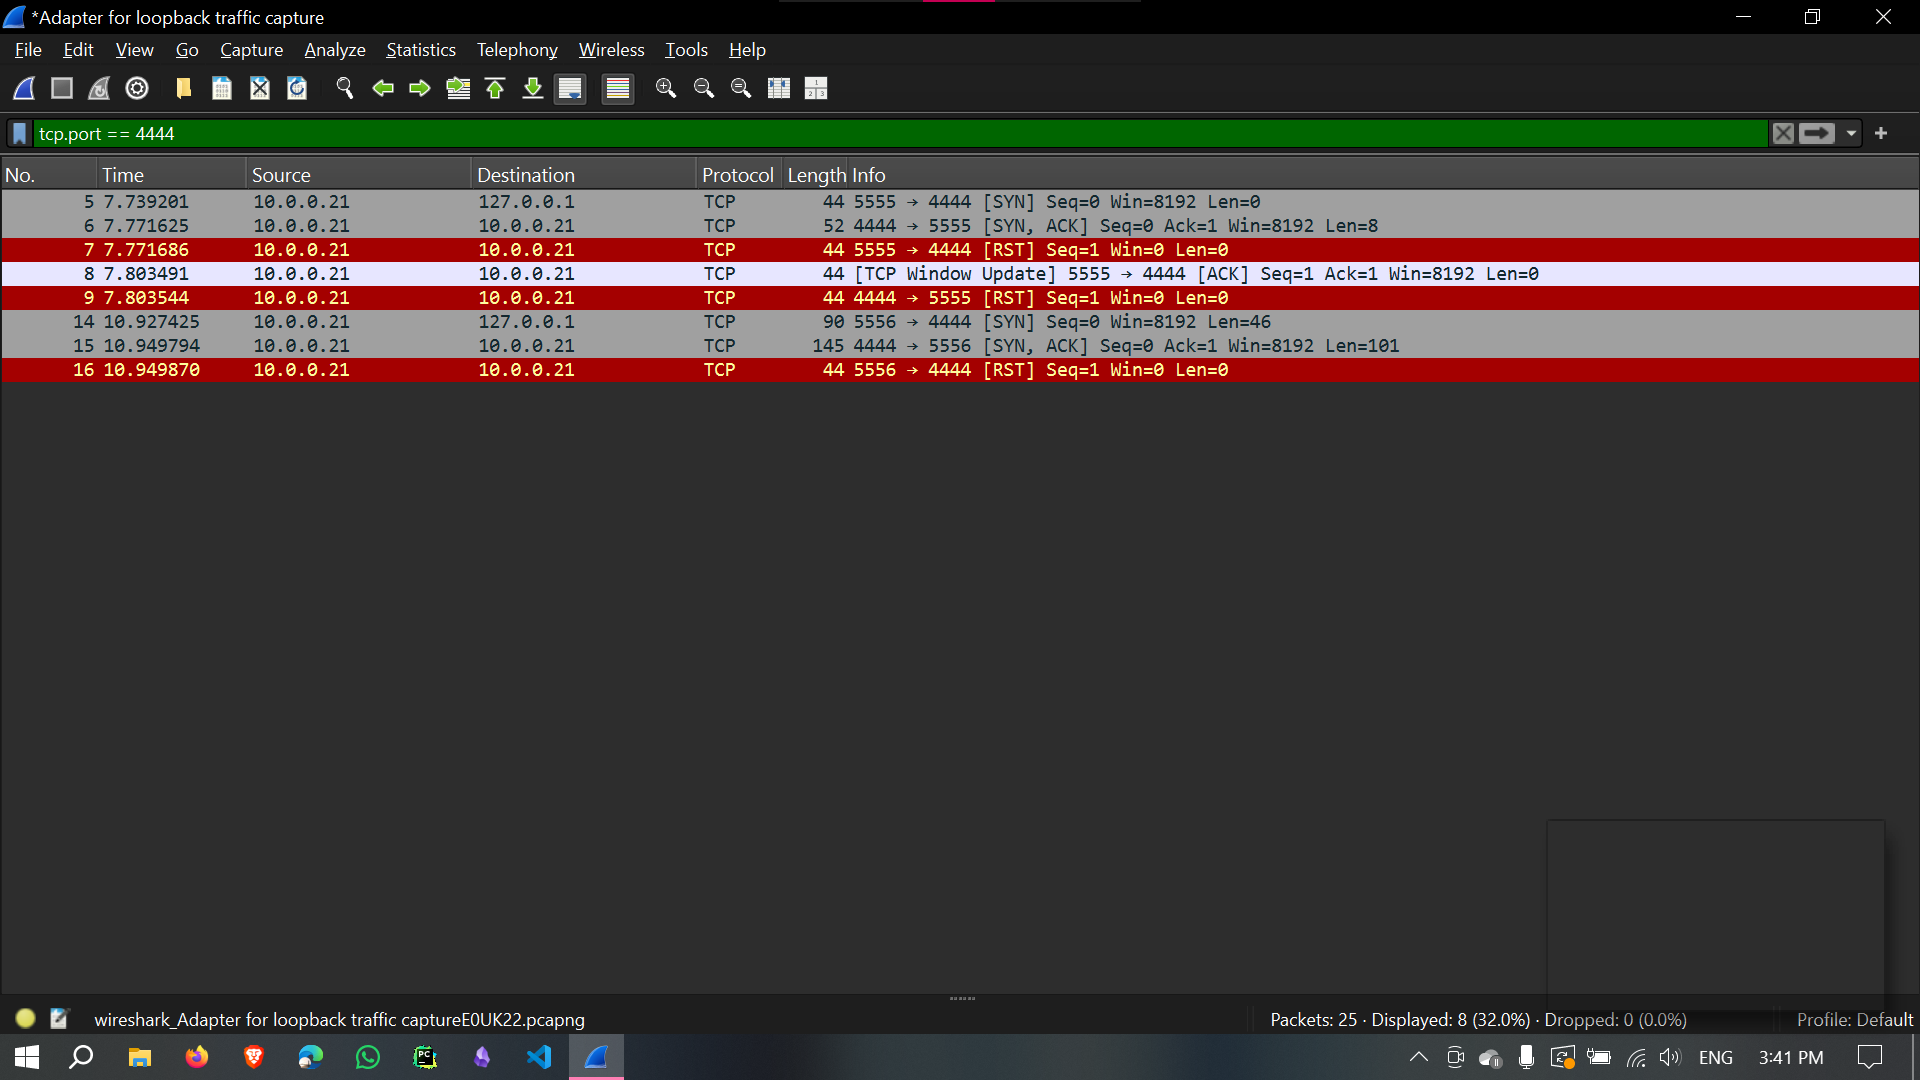 *Adapter for loopback traffic capture
File Edit View Go Capture Analyze Statistics Telephony Wireless Tools Help
tcp.port == 4444
No. Time Source Destination Protocol Length Info
5 7.739201 10.0.0.21 127.0.0.1 TCP 44 5555 → 4444 [SYN] Seq=0 Win=8192 Len=0
6 7.771625 10.0.0.21 10.0.0.21 TCP 52 4444 → 5555 [SYN, ACK] Seq=0 Ack=1 Win=8192 Len=8
7 7.771686 10.0.0.21 10.0.0.21 TCP 44 5555 → 4444 [RST] Seq=1 Win=0 Len=0
8 7.803491 10.0.0.21 10.0.0.21 TCP 44 [TCP Window Update] 5555 → 4444 [ACK] Seq=1 Ack=1 Win=8192 Len=0
9 7.803544 10.0.0.21 10.0.0.21 TCP 44 4444 → 5555 [RST] Seq=1 Win=0 Len=0
14 10.927425 10.0.0.21 127.0.0.1 TCP 90 5556 → 4444 [SYN] Seq=0 Win=8192 Len=46
15 10.949794 10.0.0.21 10.0.0.21 TCP 145 4444 → 5556 [SYN, ACK] Seq=0 Ack=1 Win=8192 Len=101
16 10.949870 10.0.0.21 10.0.0.21 TCP 44 5556 → 4444 [RST] Seq=1 Win=0 Len=0
wireshark_Adapter for loopback traffic captureE0UK22.pcapng Packets: 25 · Displayed: 8 (32.0%) · Dropped: 0 (0.0%) Profile: Default
PC ENG 3:41 PM